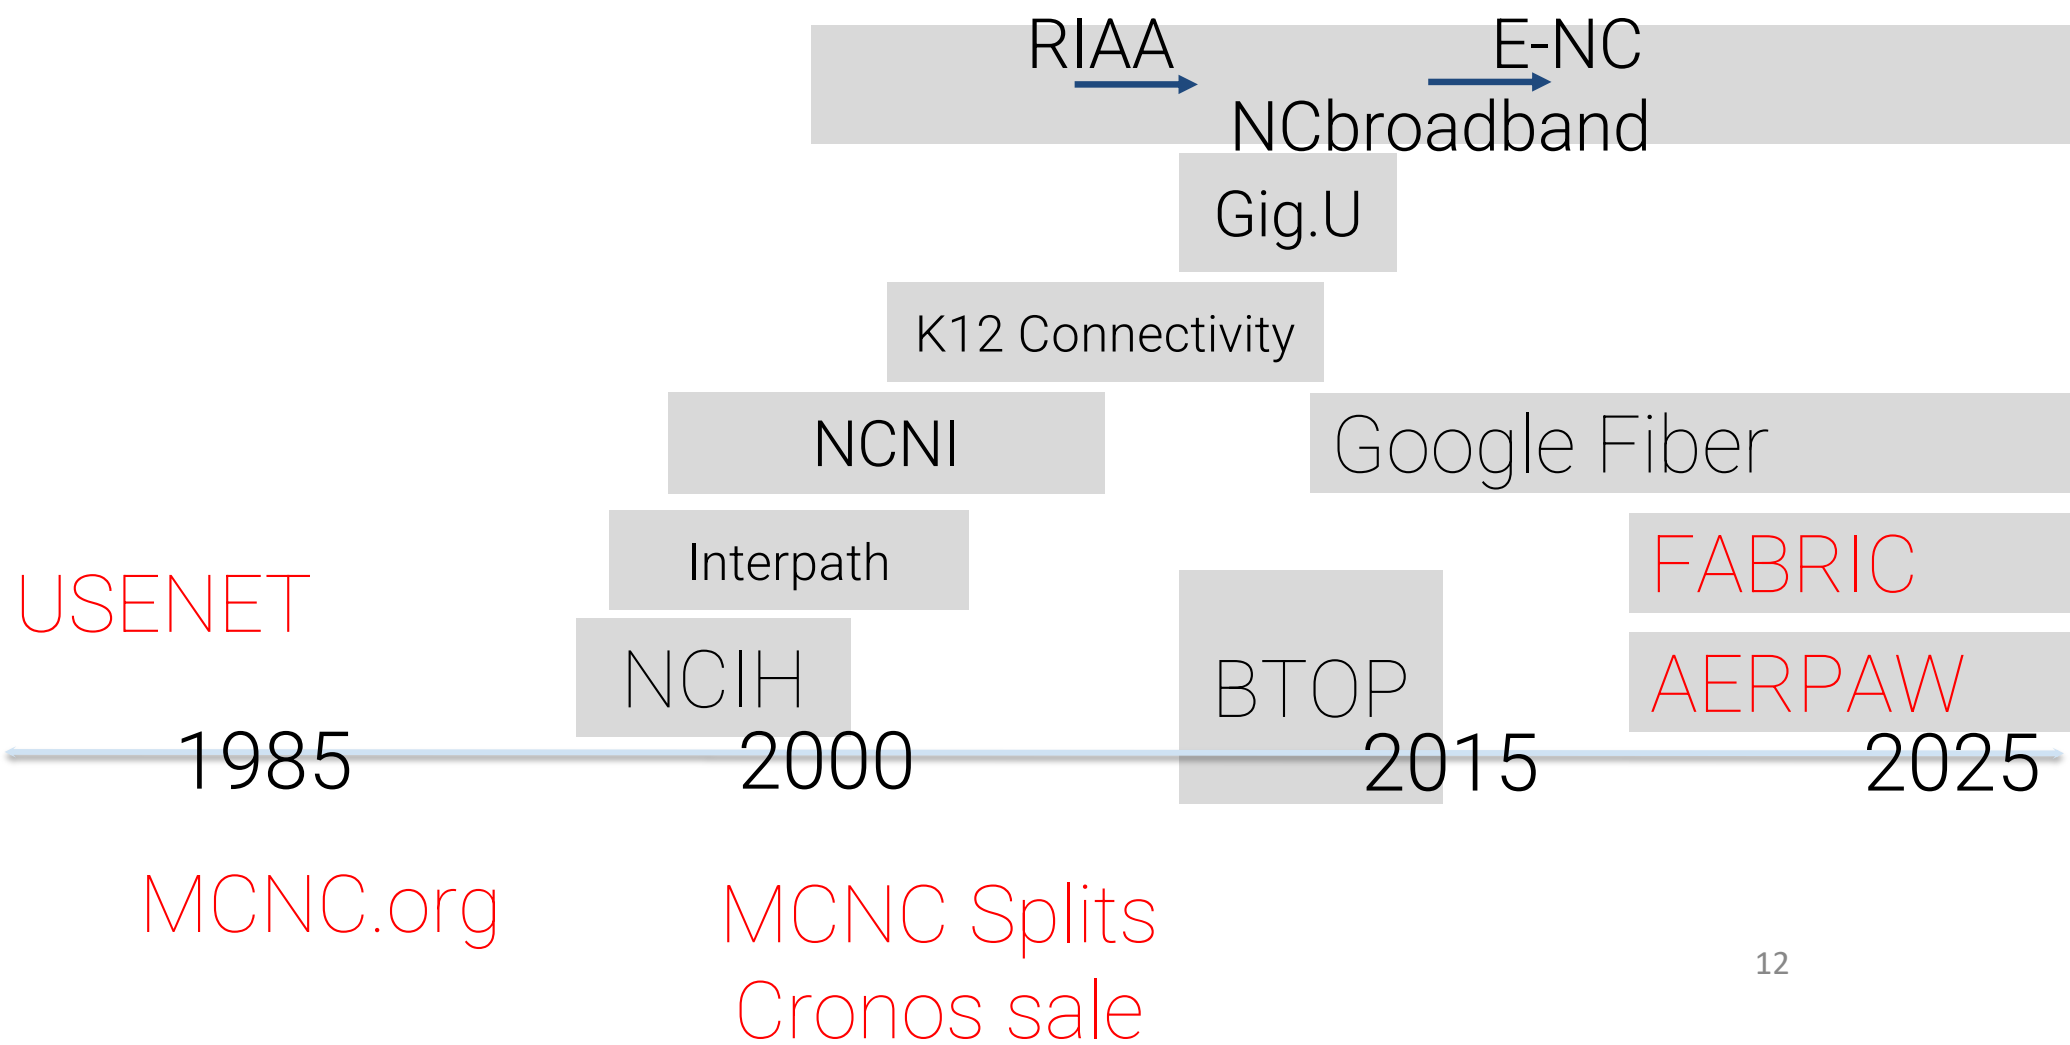 RIAA E-NC
NCbroadband
Gig.U
K12 Connectivity
NCNI
Google Fiber
Interpath
FABRIC
USENET
NCIH
BTOP
AERPAW
1985 2000 2015 2025
MCNC.org
MCNC Splits
Cronos sale
12